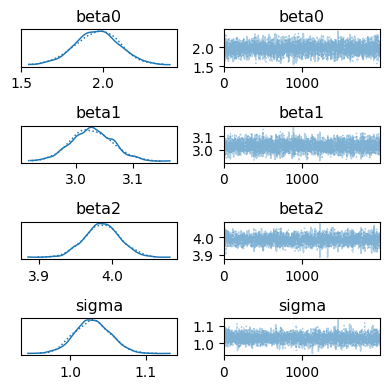 beta0 beta0
2.0
1.5
1.5 2.0 0 1000
beta1 beta1
3.1
3.0
3.0 3.1 0 1000
beta2 beta2
4.0
3.9
3.9 4.0 0 1000
sigma sigma
1.1
1.0
1.0 1.1 0 1000